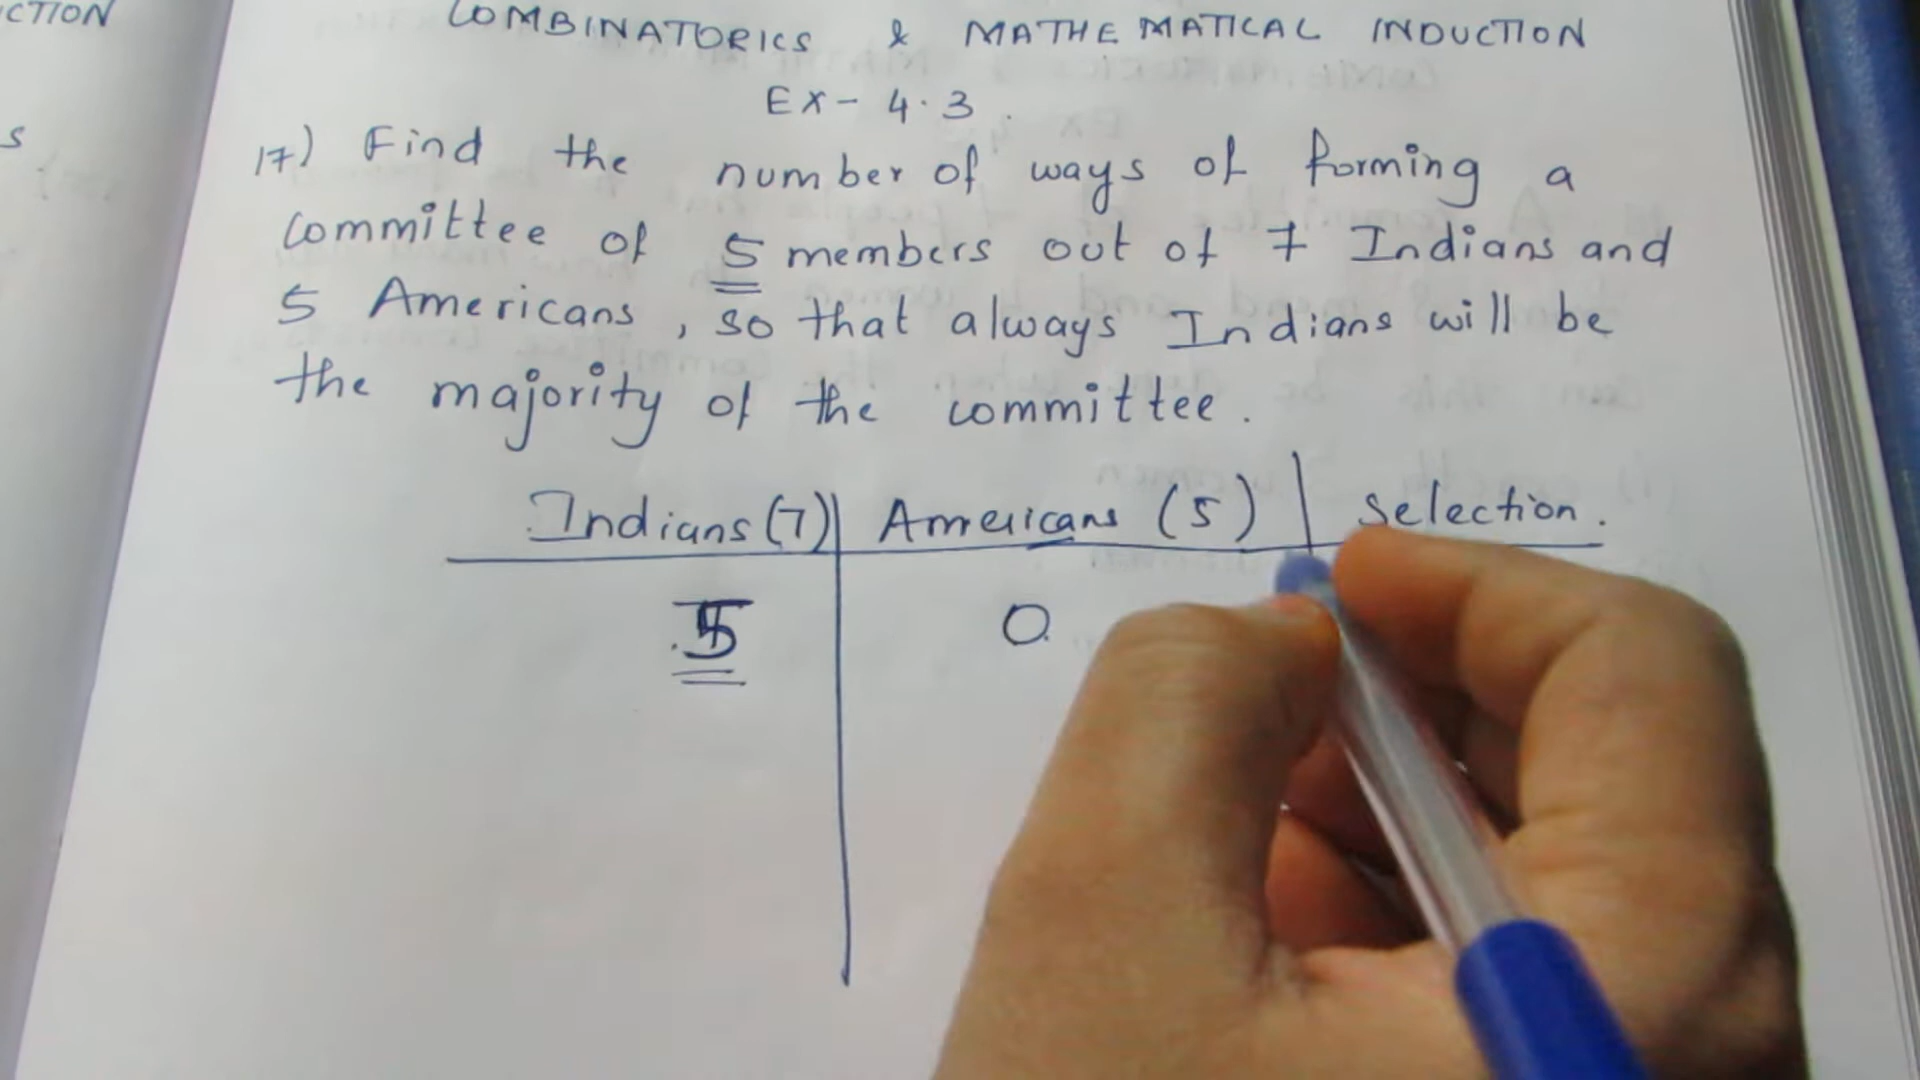 CTION
COMBINATORICS & MATHEMATICAL INDUCTION
EX- 4.3.
s
17) Find the number of ways of forming a
committee of 5 members out of 7 Indians and
5 Americans, so that always Indians will be
the majority of the committee.
Indians (7) Americans (5) Selection.
5 0